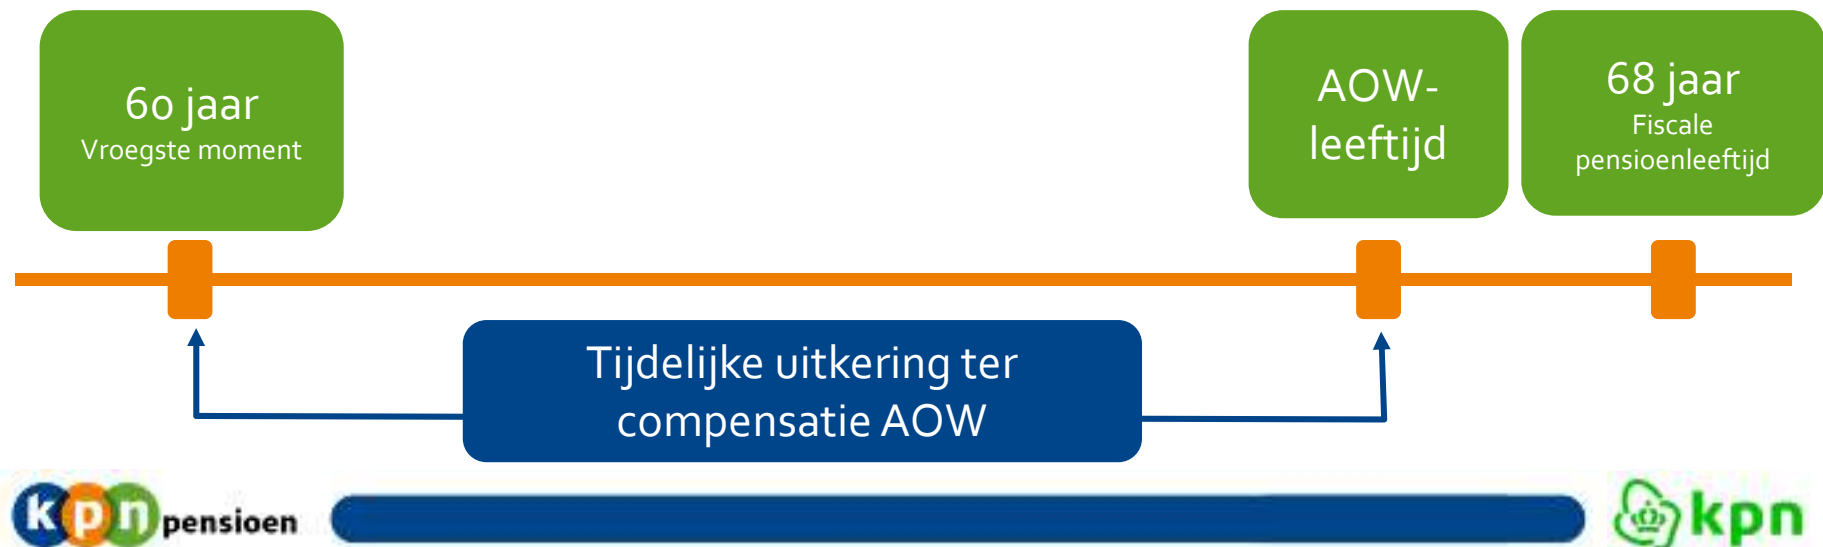 60 jaar
Vroegste moment
AOW-
leeftijd
68 jaar
Fiscale
pensioenleeftijd
Tijdelijke uitkering ter
compensatie AOW
kpn pensioen
kpn